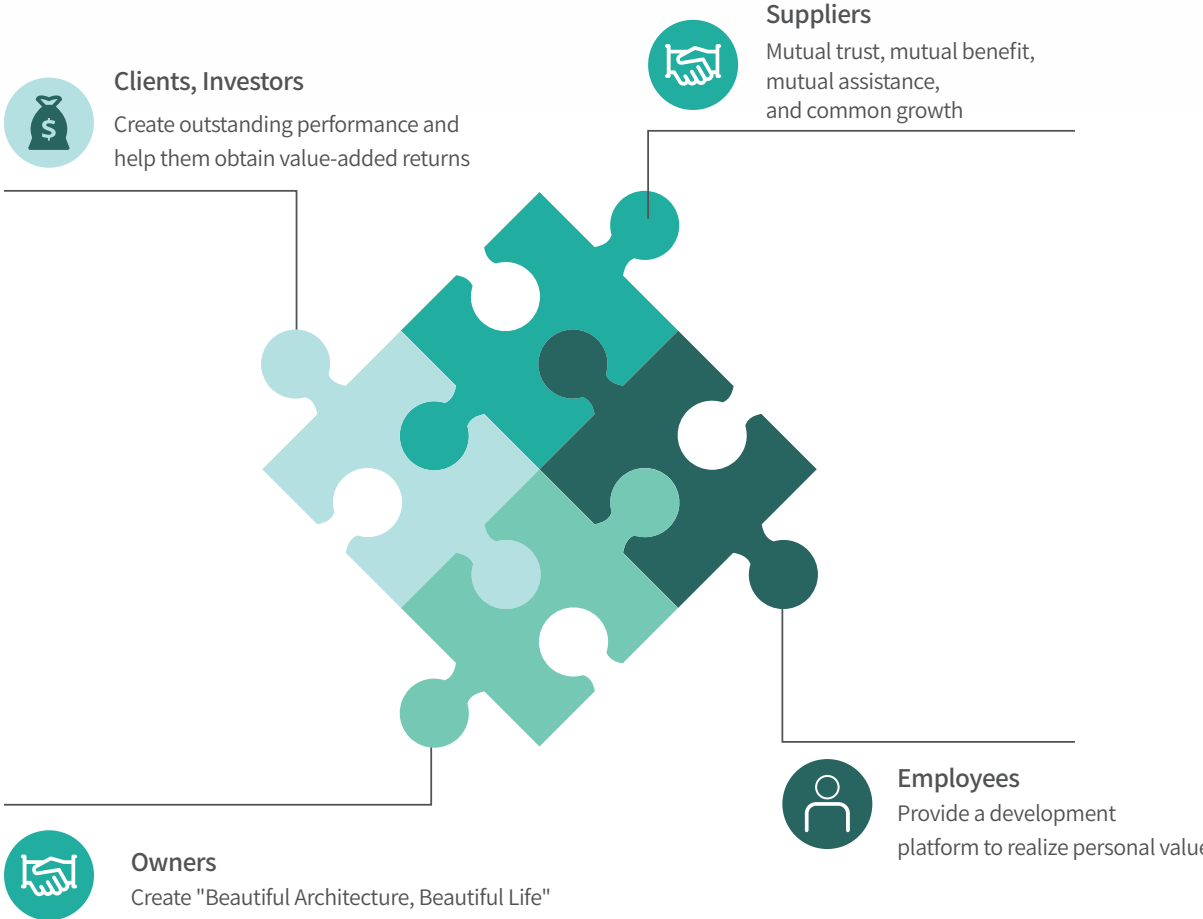 Suppliers
Mutual trust, mutual benefit,
mutual assistance,
and common growth
Clients, Investors
Create outstanding performance and
help them obtain value-added returns
$
Employees
Provide a development
platform to realize personal value
Owners
Create "Beautiful Architecture, Beautiful Life"